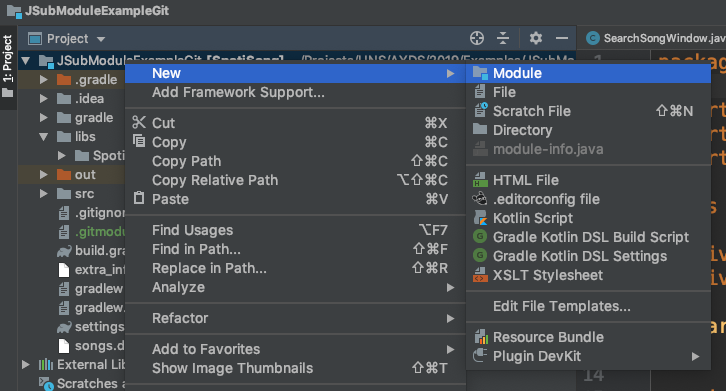 JSubModuleExampleGit
Project
SearchSongWindow.java
1: Project
JSubModuleExampleGit [SpotiSong] ~/Projects/UNS/AYDS/2019/Examples/JSubMo
.gradle
.idea
gradle
libs
Spoti
out
src
.gitignor
.gitmodu
build.gra
extra_inf
gradlew
gradlew.
settings
songs.d
External Lib
Scratches a
New
Add Framework Support...
Cut ⌘X
Copy ⌘C
Copy Path ⇧⌘C
Copy Relative Path ⌥⇧⌘C
Paste ⌘V
Find Usages ⌥F7
Find in Path... ⇧⌘F
Replace in Path... ⇧⌘R
Analyze
Refactor
Add to Favorites
Show Image Thumbnails ⇧⌘T
Module
File
Scratch File ⇧⌘N
Directory
module-info.java
HTML File
.editorconfig file
Kotlin Script
Gradle Kotlin DSL Build Script
Gradle Kotlin DSL Settings
XSLT Stylesheet
Edit File Templates...
Resource Bundle
Plugin DevKit
14